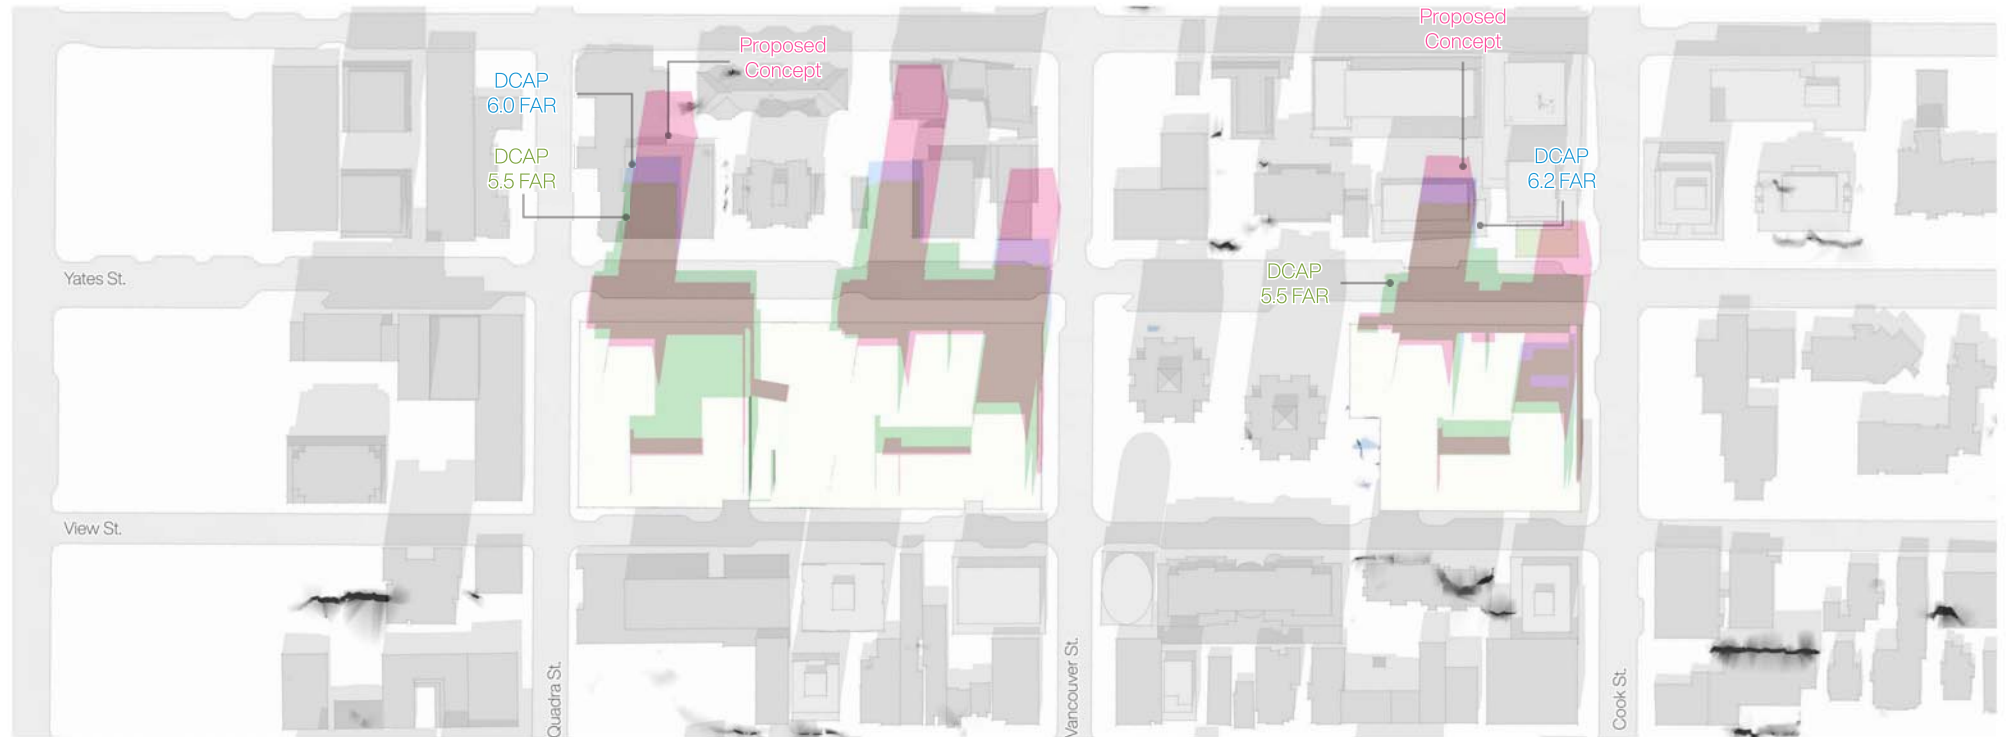 Proposed
Concept
Proposed
Concept
DCAP
6.0 FAR
DCAP
5.5 FAR
DCAP
6.2 FAR
DCAP
5.5 FAR
Yates St.
View St.
Quadra St.
Vancouver St.
Cook St.